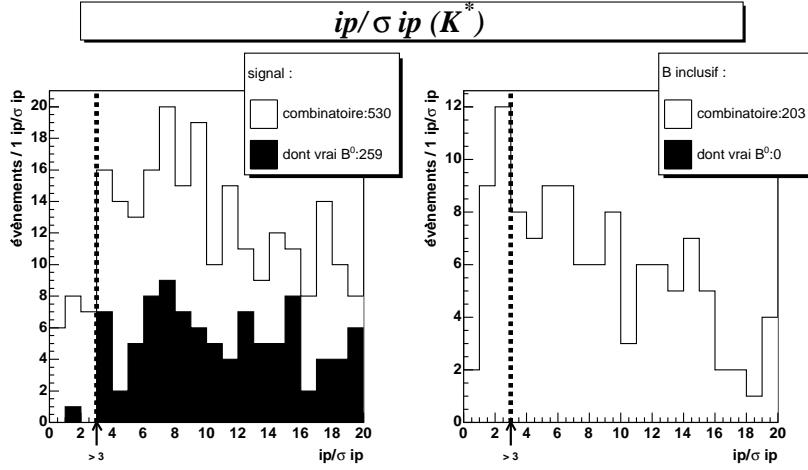 ip/σ ip (K*)
signal :
combinatoire:530
dont vrai B⁰:259
évènements / 1 ip/σ ip
20
18
16
14
12
10
8
6
4
2
0
0 2 4 6 8 10 12 14 16 18 20
> 3
ip/σ ip
B inclusif :
combinatoire:203
dont vrai B⁰:0
évènements / 1 ip/σ ip
12
10
8
6
4
2
0
0 2 4 6 8 10 12 14 16 18 20
> 3
ip/σ ip